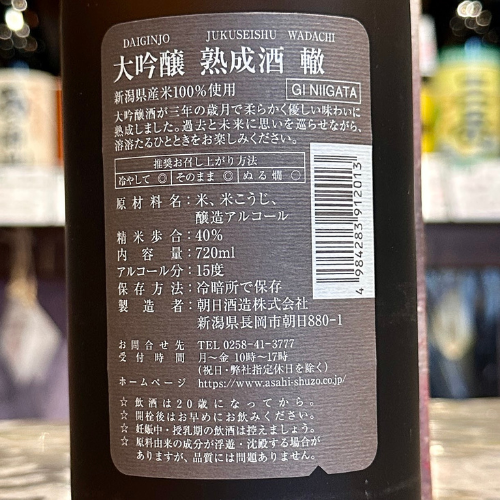 DAIGINJO JUKUSEISHU WADACHI
大吟醸 熟成酒 轍
新潟県産米100%使用 GI NIIGATA
大吟醸酒が三年の歳月で柔らかく優しい味わいに
熟成しました。過去と未来に思いを巡らせながら、
溶溶たるひとときをお楽しみください。
推奨お召し上がり方法
冷やして ◎ そのまま ◎ ぬる燗 ○
原材料名：米、米こうじ、
醸造アルコール
精米歩合：40%
内容量：720ml
アルコール分：15度
保存方法：冷暗所で保存
製造者：朝日酒造株式会社
新潟県長岡市朝日880-1
お問合せ先 TEL 0258-41-3777
受付時間 月〜金 10時〜17時
(祝日・弊社指定休日を除く)
ホームページ https://www.asahi-shuzo.co.jp/
☆飲酒は20歳になってから。
☆開栓後はお早めにお飲みください。
☆妊娠中・授乳期の飲酒は控えましょう。
☆原料由来の成分が浮遊・沈殿する場合が
ありますが、品質には問題ありません。
4 984283 912013